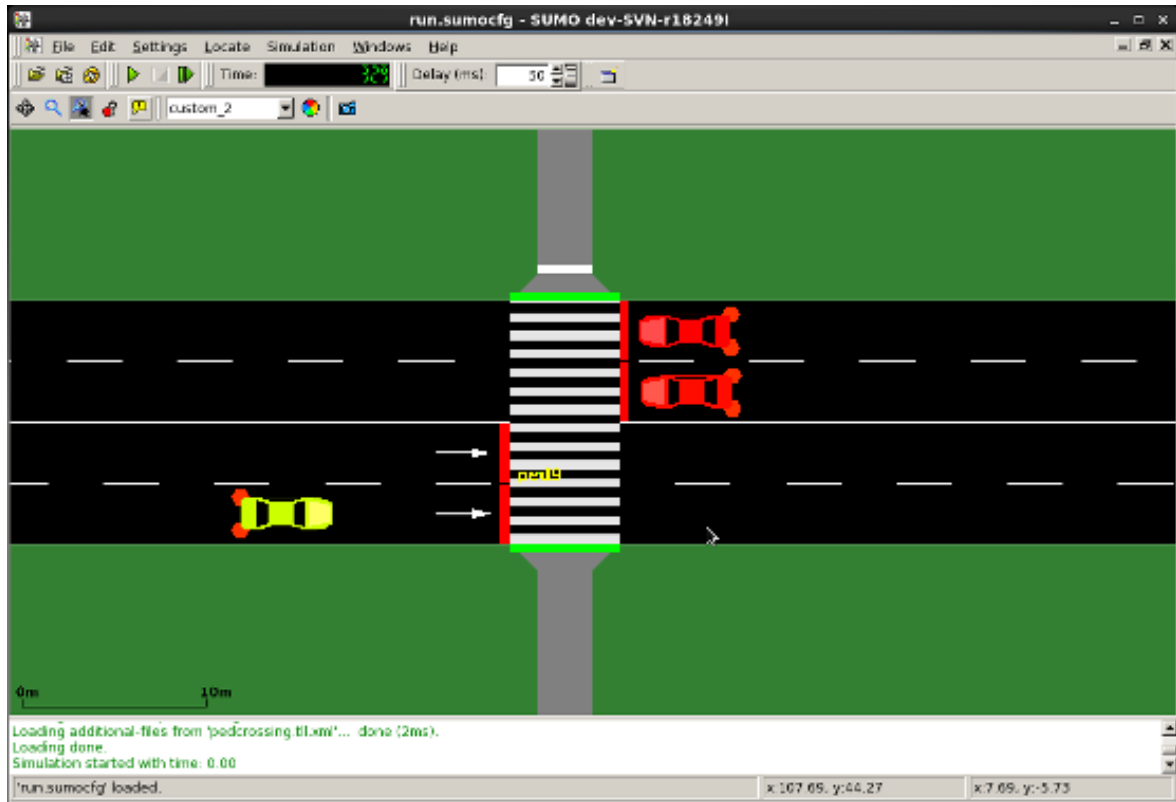 run.sumocfg - SUMO dev-SVN-r18249M
File Edit Settings Locate Simulation Windows Help
Time: 329 Delay (ms): 50
custom_2
0m 10m
Loading additional-files from 'pedcrossing.tll.xml'... done (2ms).
Loading done.
Simulation started with time: 0.00
'run.sumocfg' loaded. x:107.69, y:44.27 x:7.69, y:-5.73